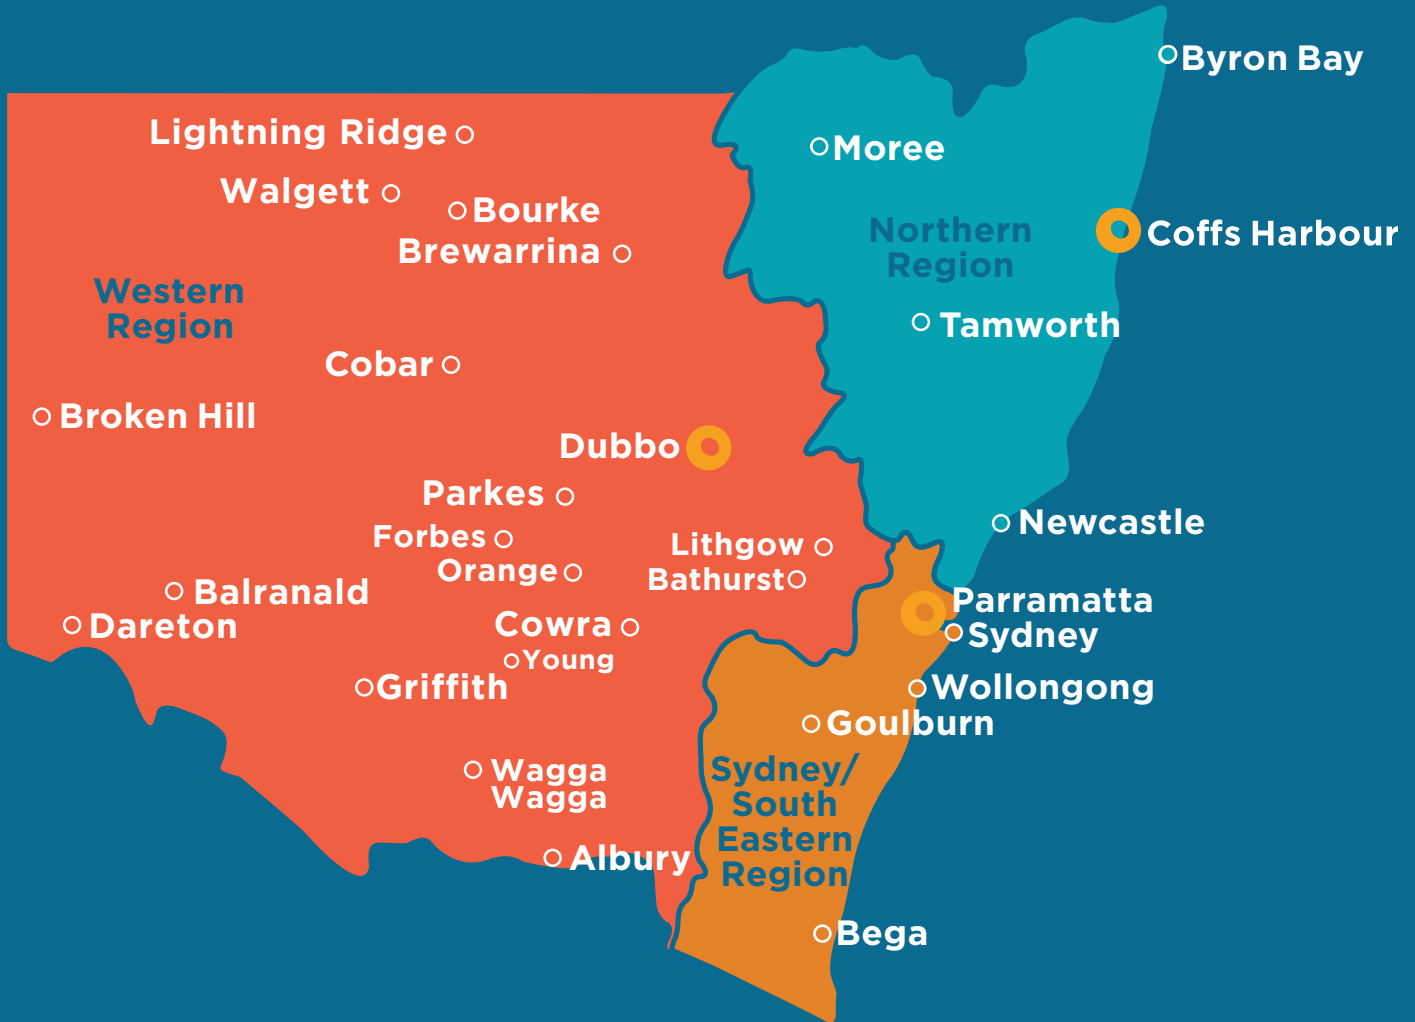 Byron Bay
Lightning Ridge
Moree
Walgett
Bourke
Northern
Region
Coffs Harbour
Brewarrina
Western
Region
Tamworth
Cobar
Broken Hill
Dubbo
Parkes
Newcastle
Forbes
Lithgow
Orange
Bathurst
Balranald
Parramatta
Dareton
Cowra
Sydney
Young
Griffith
Wollongong
Goulburn
Wagga
Wagga
Sydney/
South
Eastern
Region
Albury
Bega